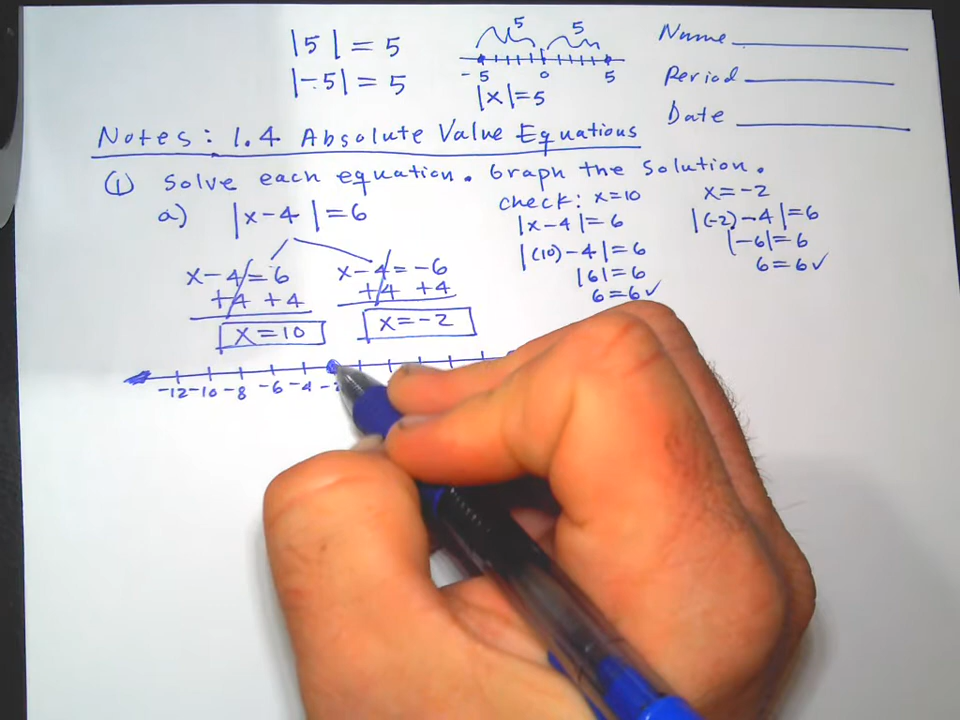 |5| = 5
|-5| = 5
5 5
-5 0 5
|x|=5
Name
Period
Date
Notes: 1.4 Absolute Value Equations
① Solve each equation. Graph the solution.
a) |x-4|=6
x-4=6
+4 +4
x=10
x-4=-6
+4 +4
x=-2
check: x=10
|x-4|=6
|(10)-4|=6
|6|=6
6=6✓
x=-2
|(-2)-4|=6
|-6|=6
6=6✓
-12 -10 -8 -6 -4